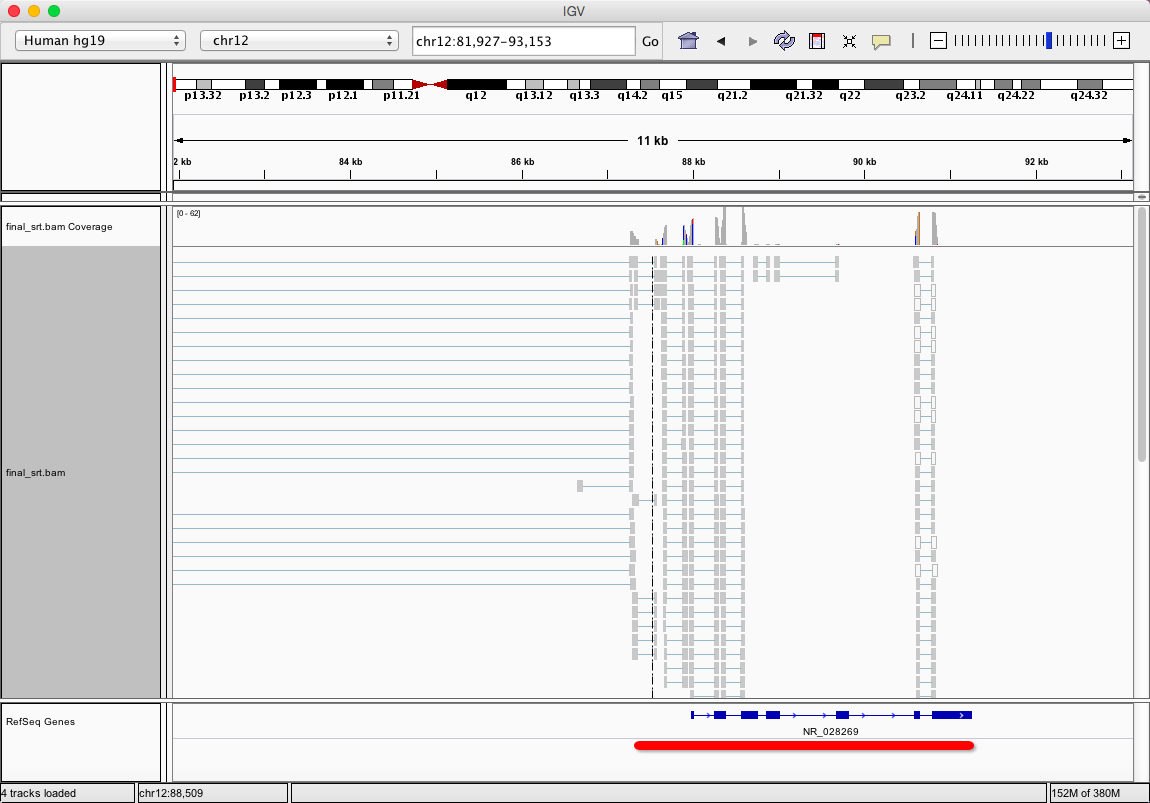 IGV
Human hg19 chr12 chr12:81,927-93,153 Go
p13.32 p13.2 p12.3 p12.1 p11.21 q12 q13.12 q13.3 q14.2 q15 q21.2 q21.32 q22 q23.2 q24.11 q24.22 q24.32
11 kb
2 kb 84 kb 86 kb 88 kb 90 kb 92 kb
[0 - 62]
final_srt.bam Coverage
final_srt.bam
RefSeq Genes
NR_028269
4 tracks loaded chr12:88,509 152M of 380M